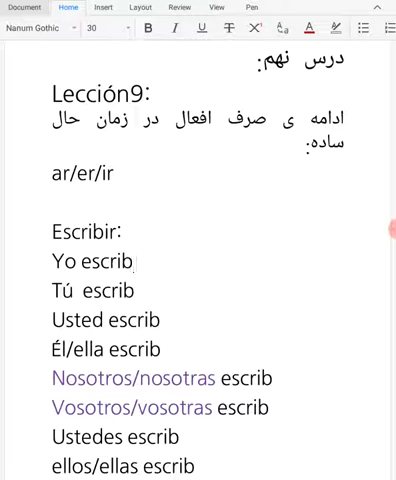 Document Home Insert Layout Review View Pen
Nanum Gothic 30 B I U T X Ca A
درس نهم:
Lección9:
ادامه ی صرف افعال در زمان حال
ساده:
ar/er/ir
Escribir:
Yo escrib
Tú escrib
Usted escrib
Él/ella escrib
Nosotros/nosotras escrib
Vosotros/vosotras escrib
Ustedes escrib
ellos/ellas escrib